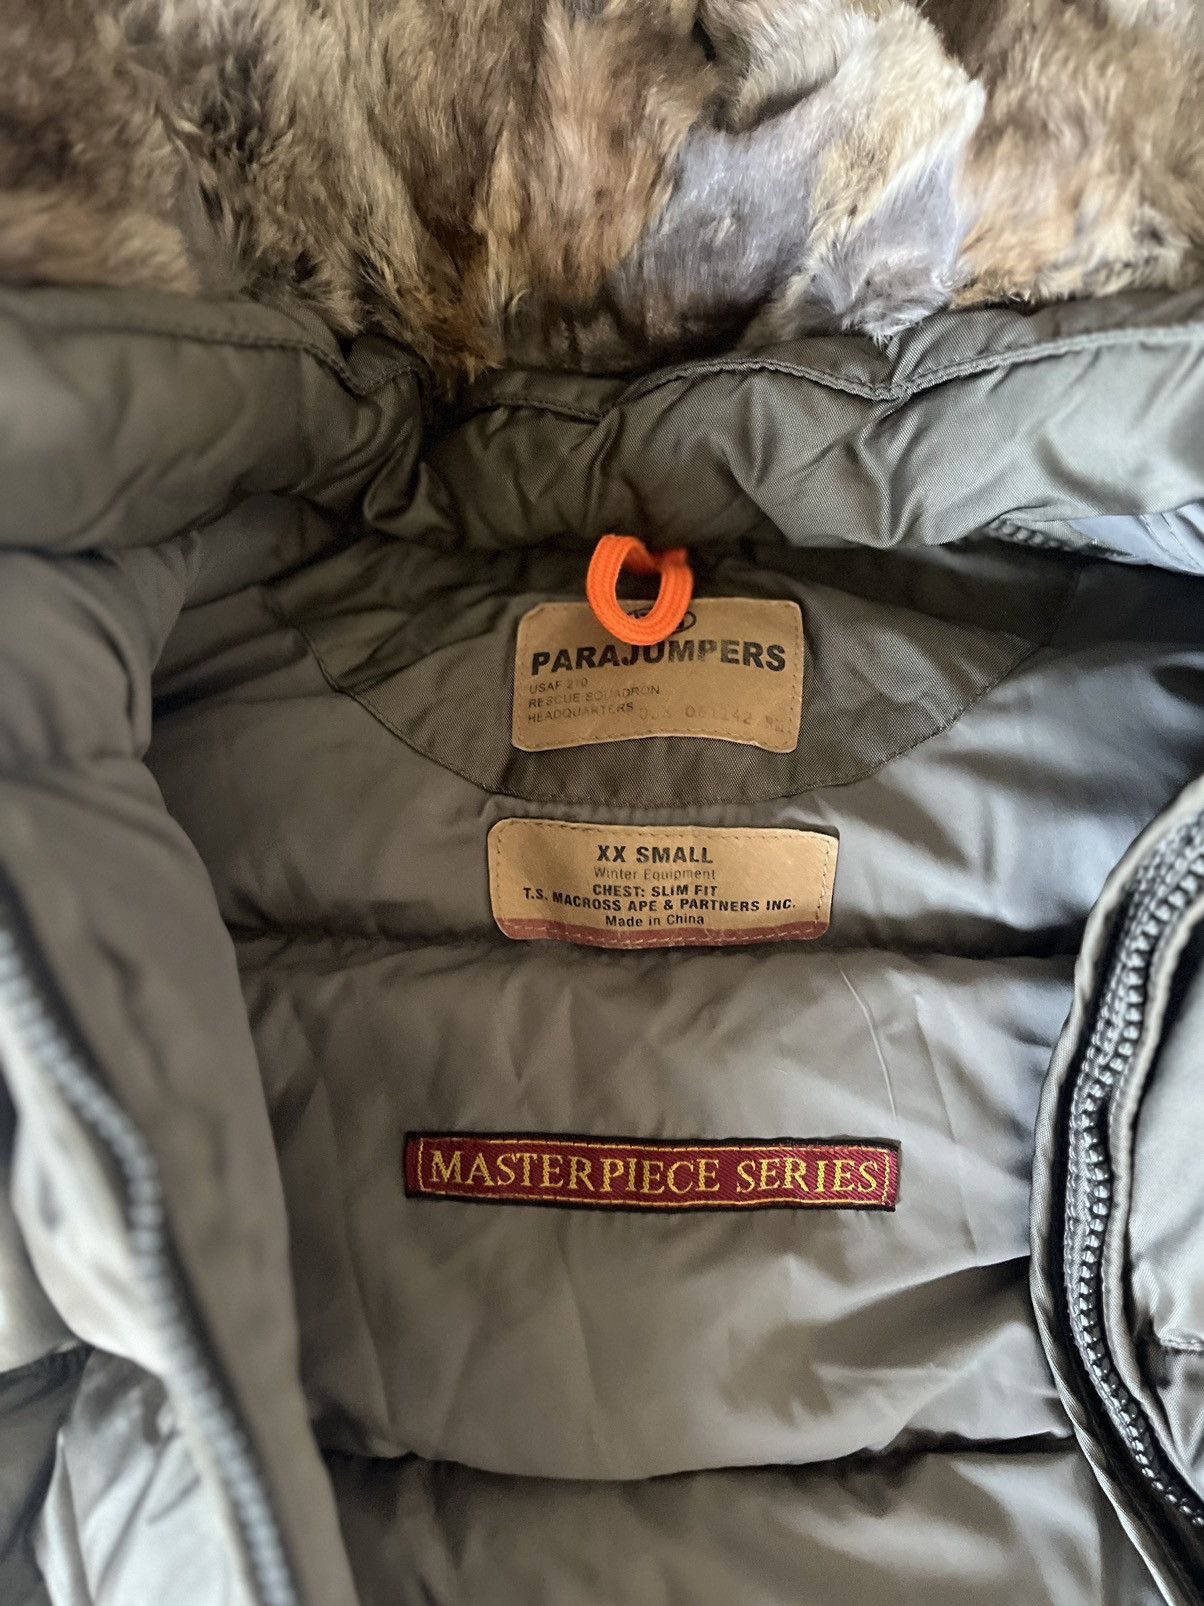 PARAJUMPERS
USAF 210
RESCUE SQUADRON
HEADQUARTERS
XX SMALL
Winter Equipment
CHEST: SLIM FIT
T.S. MACROSS APE & PARTNERS INC.
Made in China
MASTERPIECE SERIES